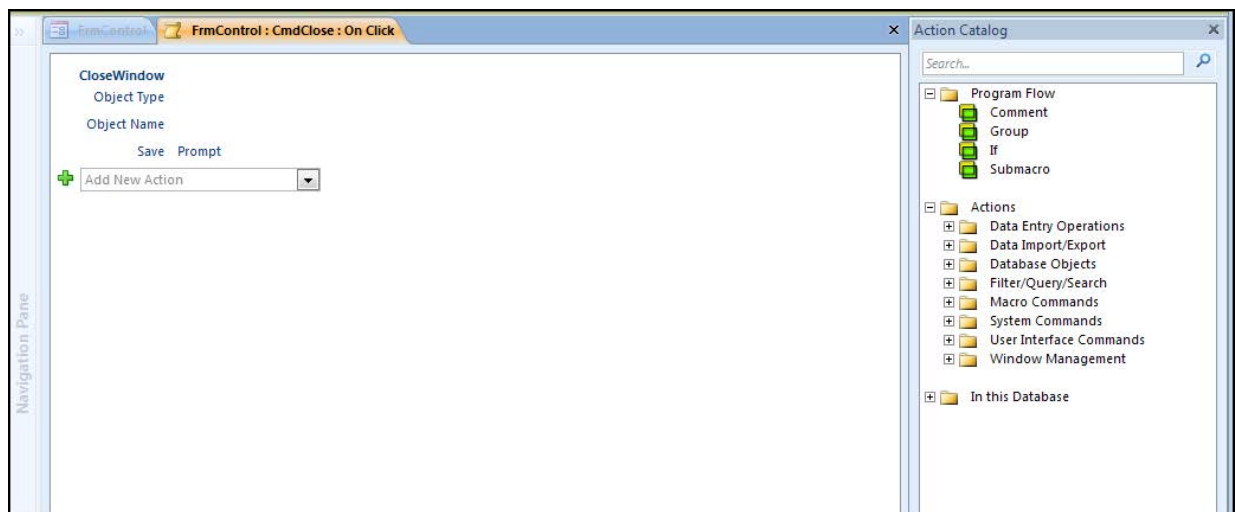 FrmControl
FrmControl : CmdClose : On Click
CloseWindow
Object Type
Object Name
Save Prompt
Add New Action
Navigation Pane
Action Catalog
Search...
Program Flow
Comment
Group
If
Submacro
Actions
Data Entry Operations
Data Import/Export
Database Objects
Filter/Query/Search
Macro Commands
System Commands
User Interface Commands
Window Management
In this Database